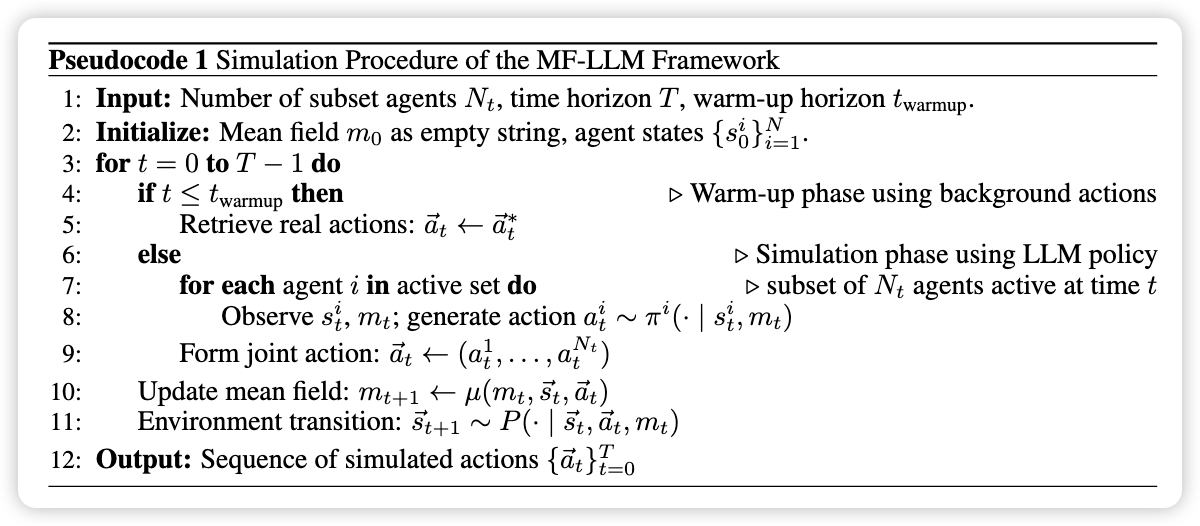 Pseudocode 1 Simulation Procedure of the MF-LLM Framework
1: Input: Number of subset agents $N_t$, time horizon $T$, warm-up horizon $t_{\text{warmup}}$.
2: Initialize: Mean field $m_0$ as empty string, agent states $\{s_0^i\}_{i=1}^N$.
3: for $t = 0$ to $T - 1$ do
4: if $t \leq t_{\text{warmup}}$ then ▷ Warm-up phase using background actions
5: Retrieve real actions: $\vec{a}_t \leftarrow \vec{a}_t^*$
6: else ▷ Simulation phase using LLM policy
7: for each agent $i$ in active set do ▷ subset of $N_t$ agents active at time $t$
8: Observe $s_t^i$, $m_t$; generate action $a_t^i \sim \pi^i(\cdot \mid s_t^i, m_t)$
9: Form joint action: $\vec{a}_t \leftarrow (a_t^1, \ldots, a_t^{N_t})$
10: Update mean field: $m_{t+1} \leftarrow \mu(m_t, \vec{s}_t, \vec{a}_t)$
11: Environment transition: $\vec{s}_{t+1} \sim P(\cdot \mid \vec{s}_t, \vec{a}_t, m_t)$
12: Output: Sequence of simulated actions $\{\vec{a}_t\}_{t=0}^T$